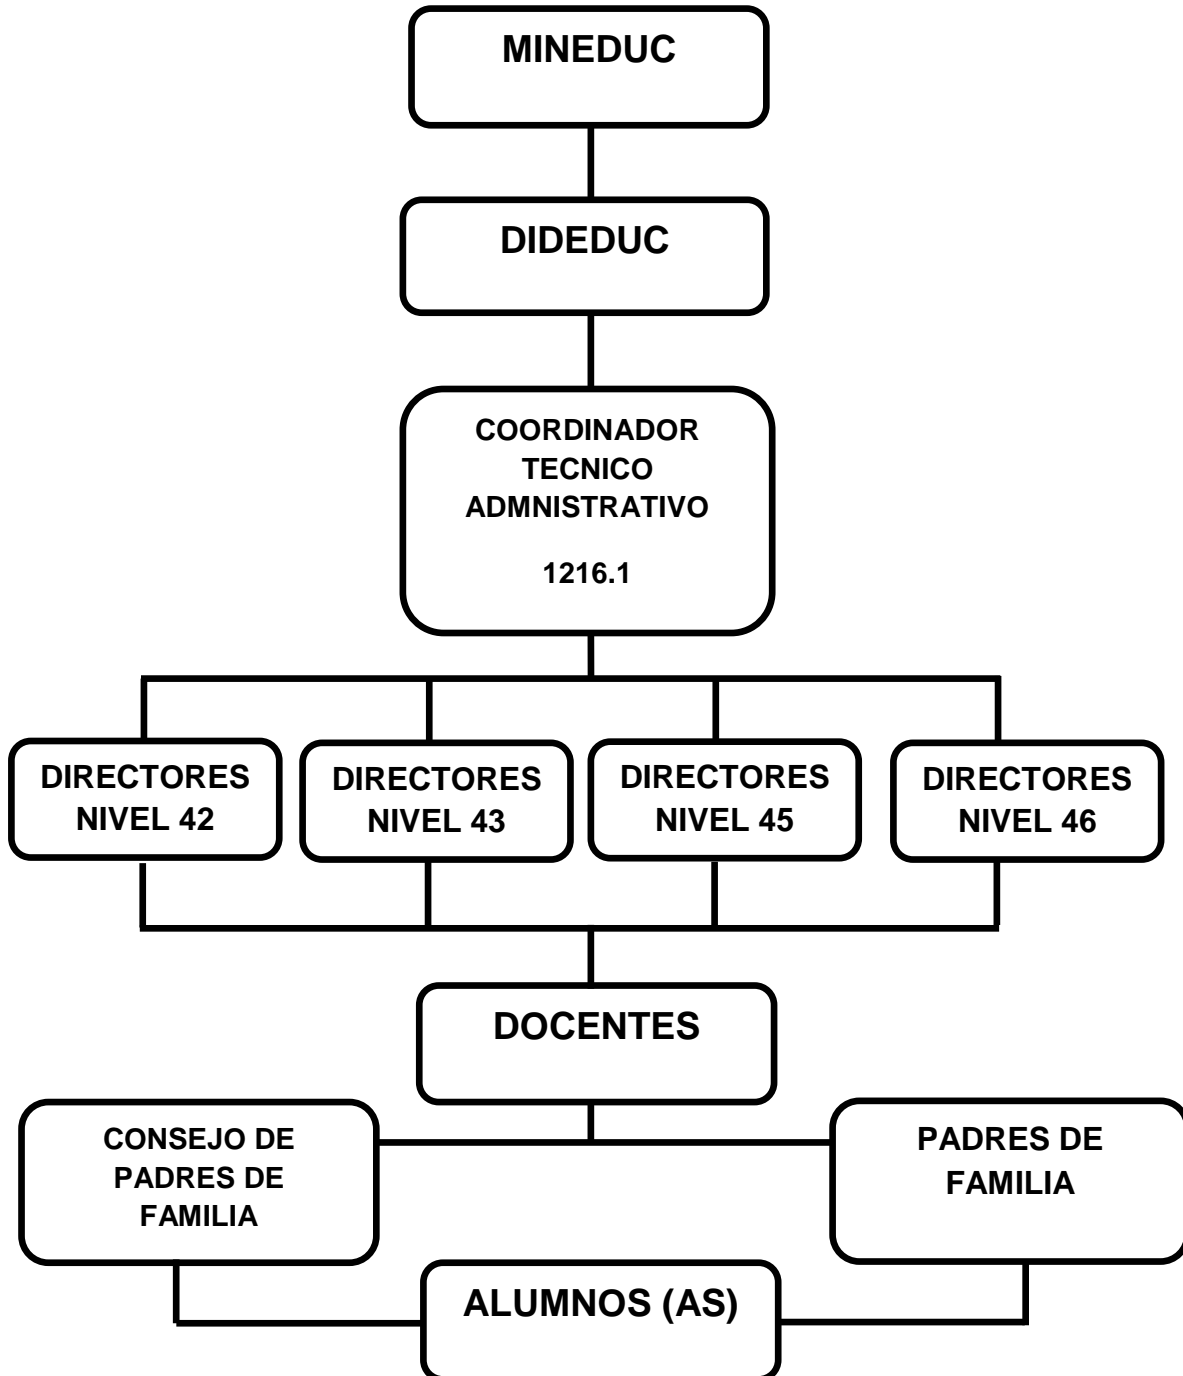 MINEDUC
DIDEDUC
COORDINADOR
TECNICO
ADMNISTRATIVO
1216.1
DIRECTORES
NIVEL 42
DIRECTORES
NIVEL 43
DIRECTORES
NIVEL 45
DIRECTORES
NIVEL 46
DOCENTES
CONSEJO DE
PADRES DE
FAMILIA
PADRES DE
FAMILIA
ALUMNOS (AS)